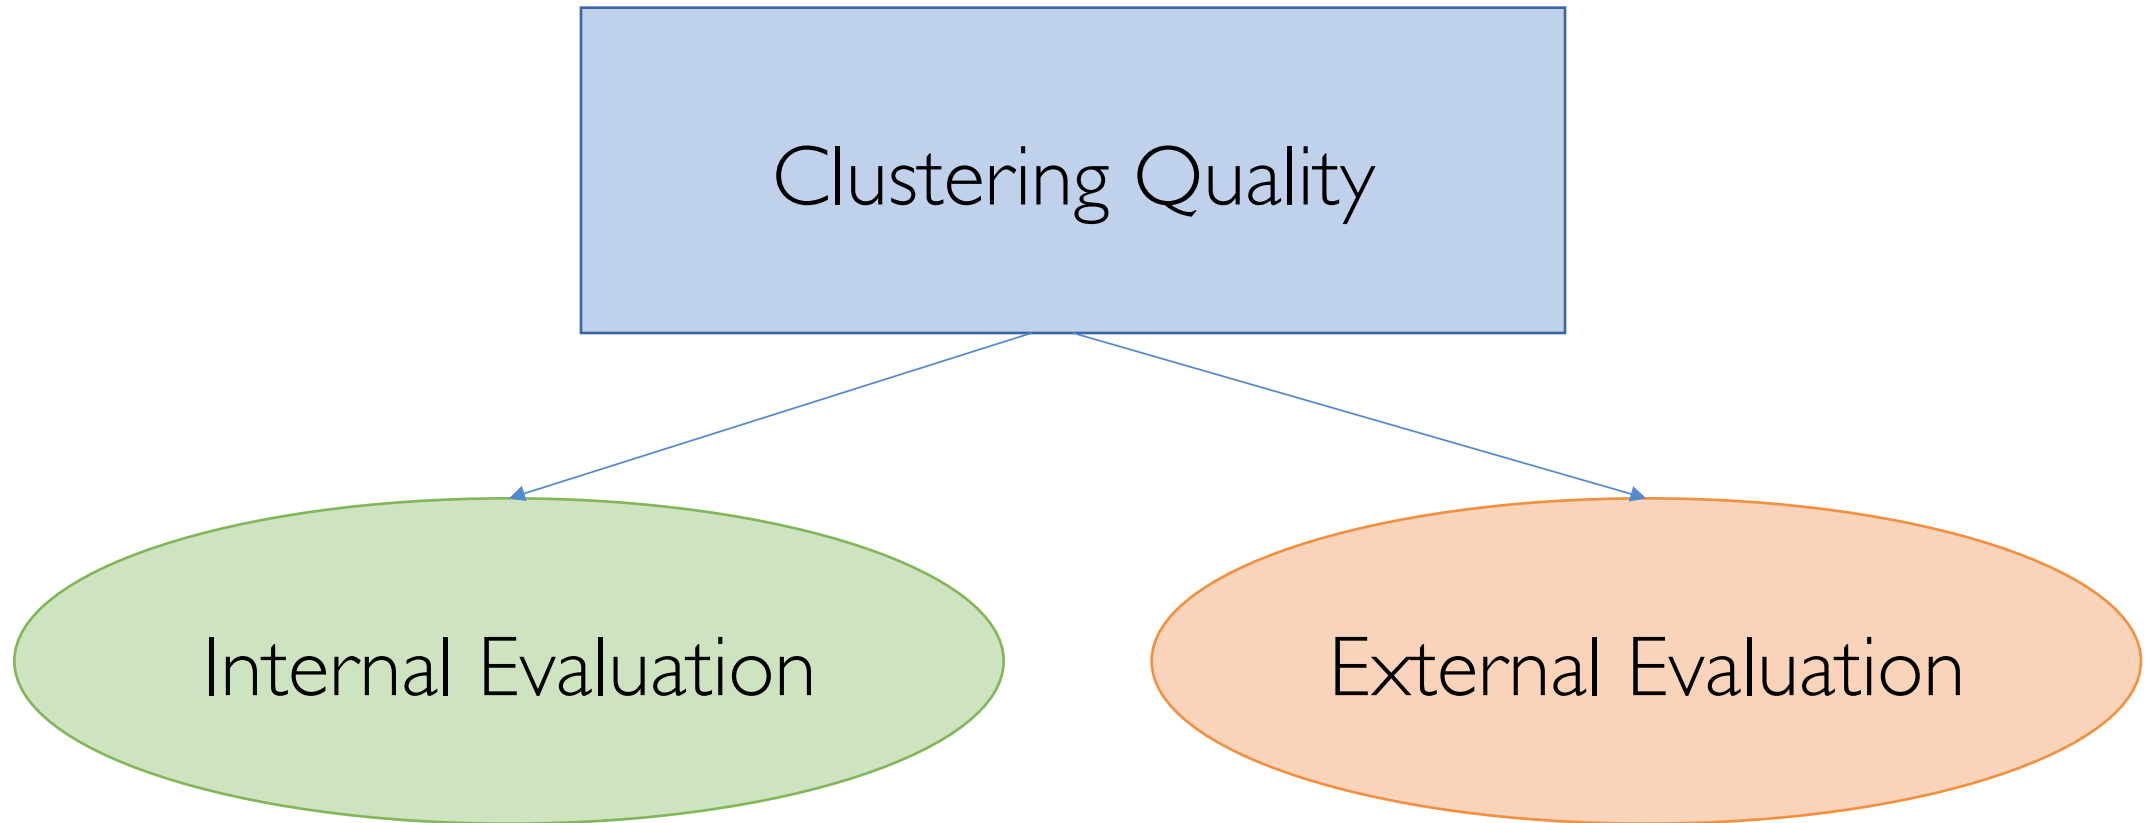 Clustering Quality
Internal Evaluation
External Evaluation